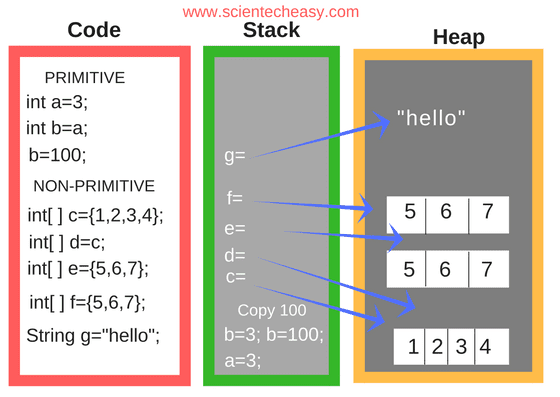 www.scientecheasy.com
Code
Stack
Heap
PRIMITIVE
int a=3;
int b=a;
b=100;
NON-PRIMITIVE
int[ ] c={1,2,3,4};
int[ ] d=c;
int[ ] e={5,6,7};
int[ ] f={5,6,7};
String g="hello";
g=
f=
e=
d=
c=
Copy 100
b=3; b=100;
a=3;
"hello"
5 6 7
5 6 7
1 2 3 4